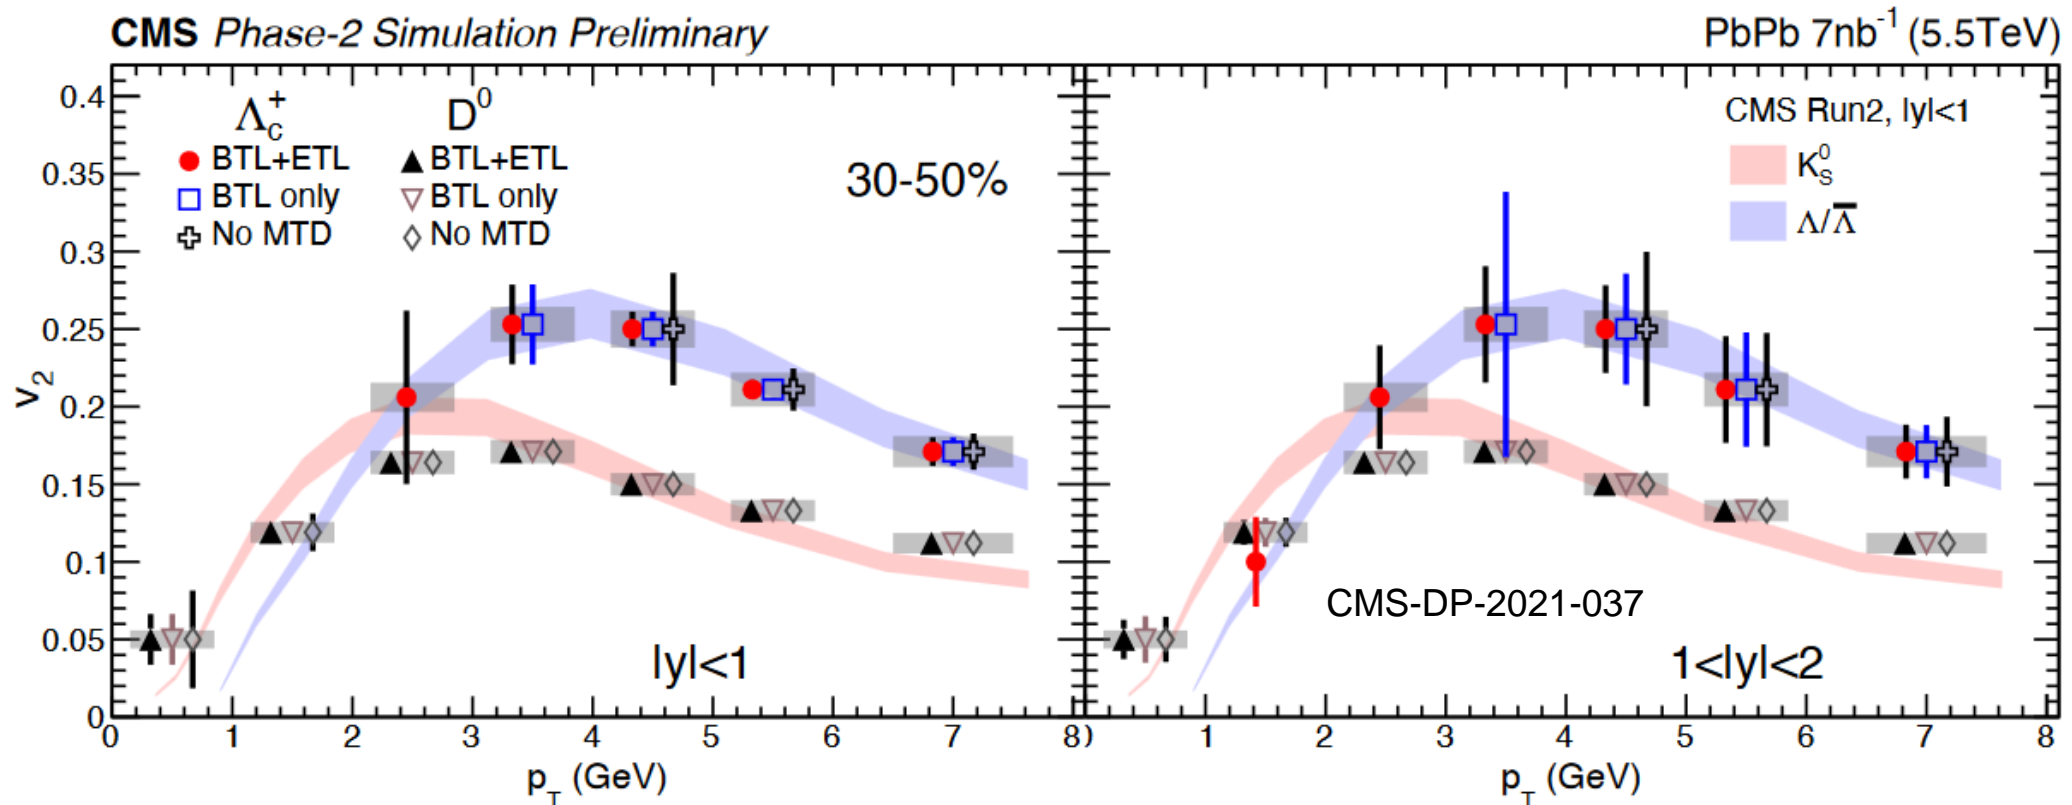 CMS Phase-2 Simulation Preliminary
PbPb 7nb⁻¹ (5.5TeV)
Λc⁺ D⁰
BTL+ETL BTL+ETL
BTL only BTL only
No MTD No MTD
30-50%
|y|<1
v₂
0.4
0.35
0.3
0.25
0.2
0.15
0.1
0.05
0
0 1 2 3 4 5 6 7 8
p_T (GeV)
CMS Run2, |y|<1
K⁰S
Λ/Λ̅
CMS-DP-2021-037
1<|y|<2
) 1 2 3 4 5 6 7 8
p_T (GeV)